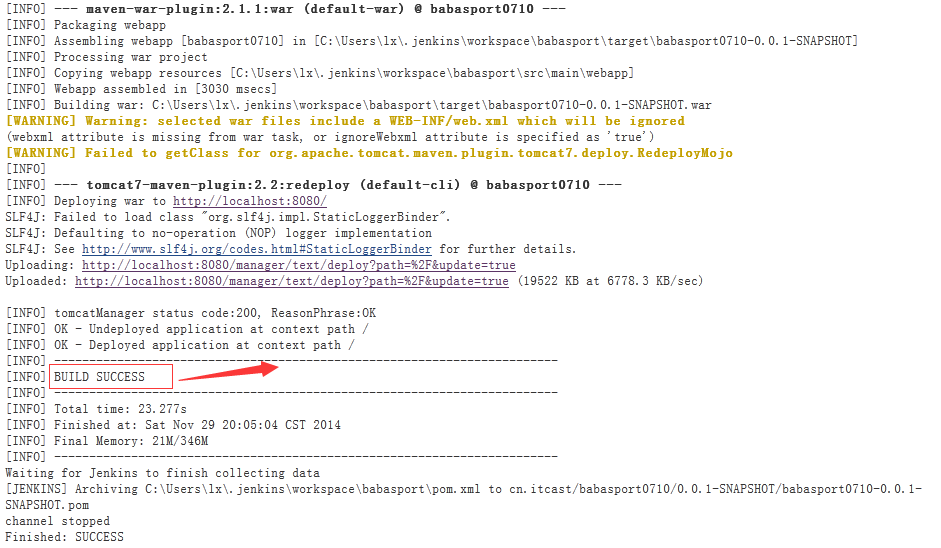 [INFO] --- maven-war-plugin:2.1.1:war (default-war) @ babasport0710 ---
[INFO] Packaging webapp
[INFO] Assembling webapp [babasport0710] in [C:\Users\lx\.jenkins\workspace\babasport\target\babasport0710-0.0.1-SNAPSHOT]
[INFO] Processing war project
[INFO] Copying webapp resources [C:\Users\lx\.jenkins\workspace\babasport\src\main\webapp]
[INFO] Webapp assembled in [3030 msecs]
[INFO] Building war: C:\Users\lx\.jenkins\workspace\babasport\target\babasport0710-0.0.1-SNAPSHOT.war
[WARNING] Warning: selected war files include a WEB-INF/web.xml which will be ignored
(webxml attribute is missing from war task, or ignoreWebxml attribute is specified as 'true')
[WARNING] Failed to getClass for org.apache.tomcat.maven.plugin.tomcat7.deploy.RedeployMojo
[INFO]
[INFO] --- tomcat7-maven-plugin:2.2:redeploy (default-cli) @ babasport0710 ---
[INFO] Deploying war to http://localhost:8080/
SLF4J: Failed to load class "org.slf4j.impl.StaticLoggerBinder".
SLF4J: Defaulting to no-operation (NOP) logger implementation
SLF4J: See http://www.slf4j.org/codes.html#StaticLoggerBinder for further details.
Uploading: http://localhost:8080/manager/text/deploy?path=%2F&update=true
Uploaded: http://localhost:8080/manager/text/deploy?path=%2F&update=true (19522 KB at 6778.3 KB/sec)
[INFO] tomcatManager status code:200, ReasonPhrase:OK
[INFO] OK - Undeployed application at context path /
[INFO] OK - Deployed application at context path /
[INFO] ------------------------------------------------------------------------
[INFO] BUILD SUCCESS
[INFO] ------------------------------------------------------------------------
[INFO] Total time: 23.277s
[INFO] Finished at: Sat Nov 29 20:05:04 CST 2014
[INFO] Final Memory: 21M/346M
[INFO] ------------------------------------------------------------------------
Waiting for Jenkins to finish collecting data
[JENKINS] Archiving C:\Users\lx\.jenkins\workspace\babasport\pom.xml to cn.itcast/babasport0710/0.0.1-SNAPSHOT/babasport0710-0.0.1-
SNAPSHOT.pom
channel stopped
Finished: SUCCESS